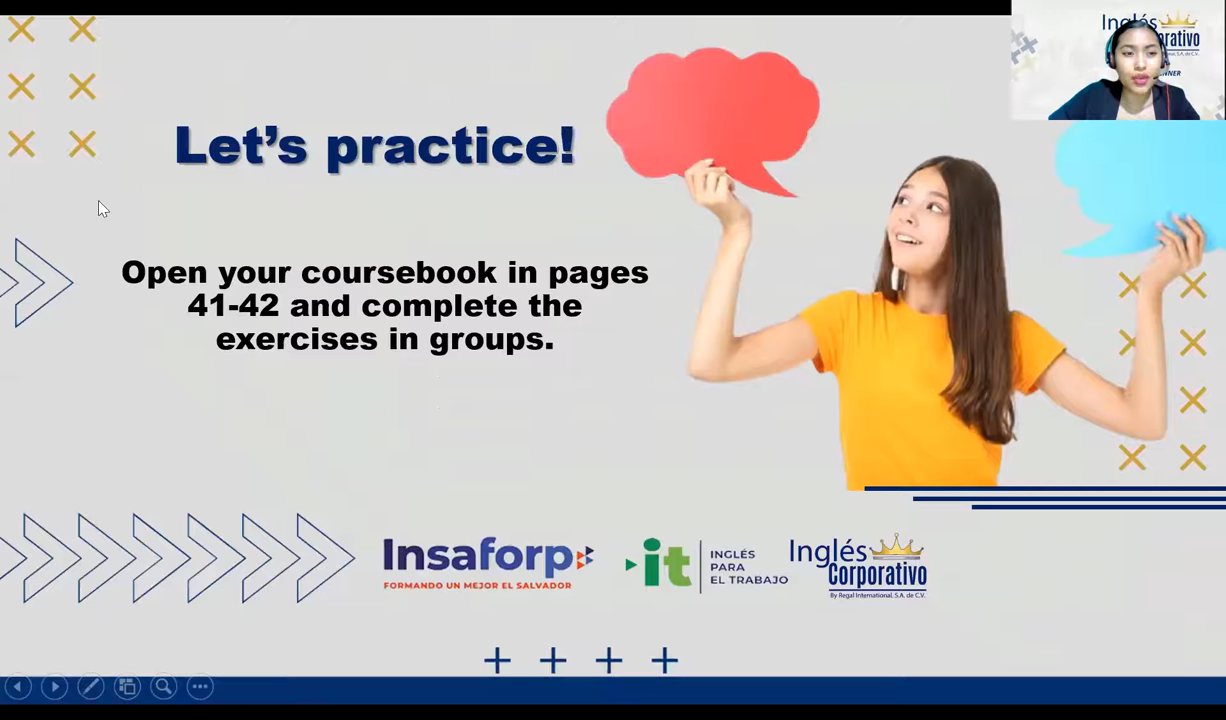 Let's practice!
Open your coursebook in pages
41-42 and complete the
exercises in groups.
Insaforp
FORMANDO UN MEJOR EL SALVADOR
it
INGLÉS
PARA
EL TRABAJO
Inglés
Corporativo
By Regal International, S.A. de C.V.
Inglés